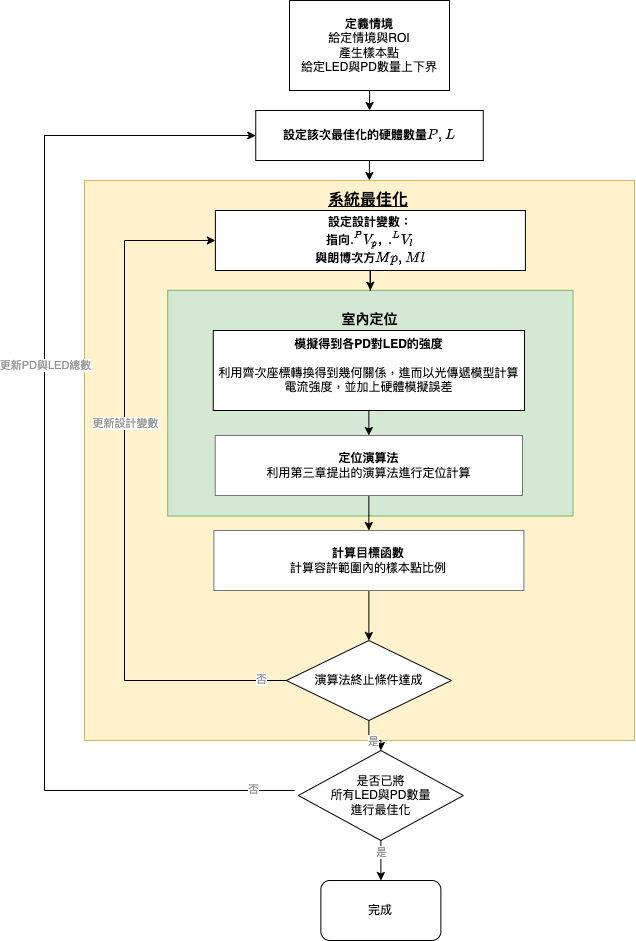 定義情境
給定情境與ROI
產生樣本點
給定LED與PD數量上下界
設定該次最佳化的硬體數量P, L
系統最佳化
設定設計變數：
指向.ᴾVₚ, .ᴸVₗ
與朗博次方Mp, Ml
室內定位
模擬得到各PD對LED的強度
利用齊次座標轉換得到幾何關係，進而以光傳遞模型計算
電流強度，並加上硬體模擬誤差
更新PD與LED總數
更新設計變數
定位演算法
利用第三章提出的演算法進行定位計算
計算目標函數
計算容許範圍內的樣本點比例
否
演算法終止條件達成
是
否
是否已將
所有LED與PD數量
進行最佳化
是
完成